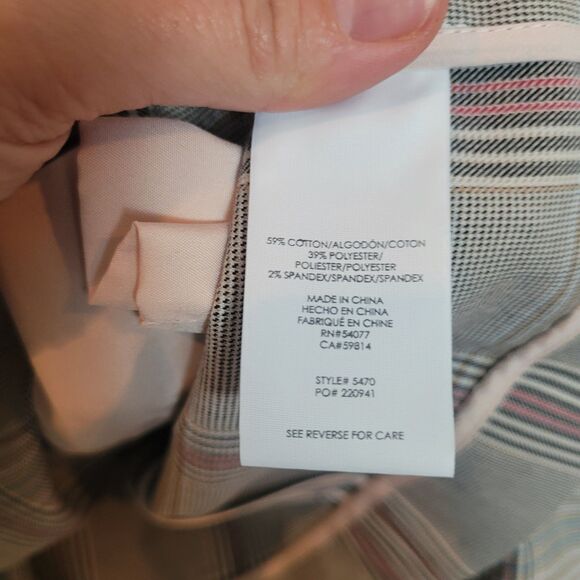 59% COTTON/ALGODÓN/COTON
39% POLYESTER/
POLIESTER/POLYESTER
2% SPANDEX/SPANDEX/SPANDEX
MADE IN CHINA
HECHO EN CHINA
FABRIQUÉ EN CHINE
RN#54077
CA#59814
STYLE# 5470
PO# 220941
SEE REVERSE FOR CARE